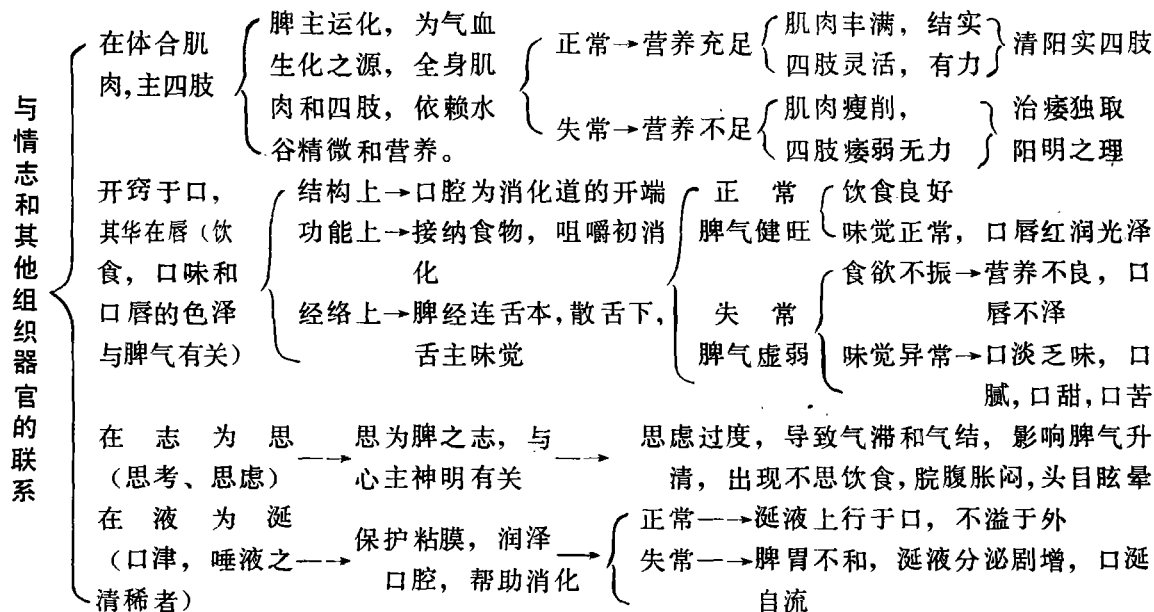 与情志和其他组织器官的联系
在体合肌
肉,主四肢
脾主运化，为气血
生化之源，全身肌
肉和四肢，依赖水
谷精微和营养。
正常→营养充足
肌肉丰满，结实
四肢灵活，有力
清阳实四肢
失常→营养不足
肌肉瘦削，
四肢痿弱无力
治痿独取
阳明之理
开窍于口，
其华在唇（饮
食，口味和
口唇的色泽
与脾气有关）
结构上→口腔为消化道的开端
功能上→接纳食物，咀嚼初消
化
经络上→脾经连舌本,散舌下,
舌主味觉
正常
脾气健旺
饮食良好
味觉正常，口唇红润光泽
失常
脾气虚弱
食欲不振→营养不良，口
唇不泽
味觉异常→口淡乏味，口
腻,口甜,口苦
在志为思
（思考、思虑）
思为脾之志，与
心主神明有关
思虑过度，导致气滞和气结，影响脾气升
清，出现不思饮食,脘腹胀闷,头目眩晕
在液为涎
（口津，唾液之
清稀者）
保护粘膜，润泽
口腔，帮助消化
正常→涎液上行于口，不溢于外
失常→脾胃不和，涎液分泌剧增，口涎
自流